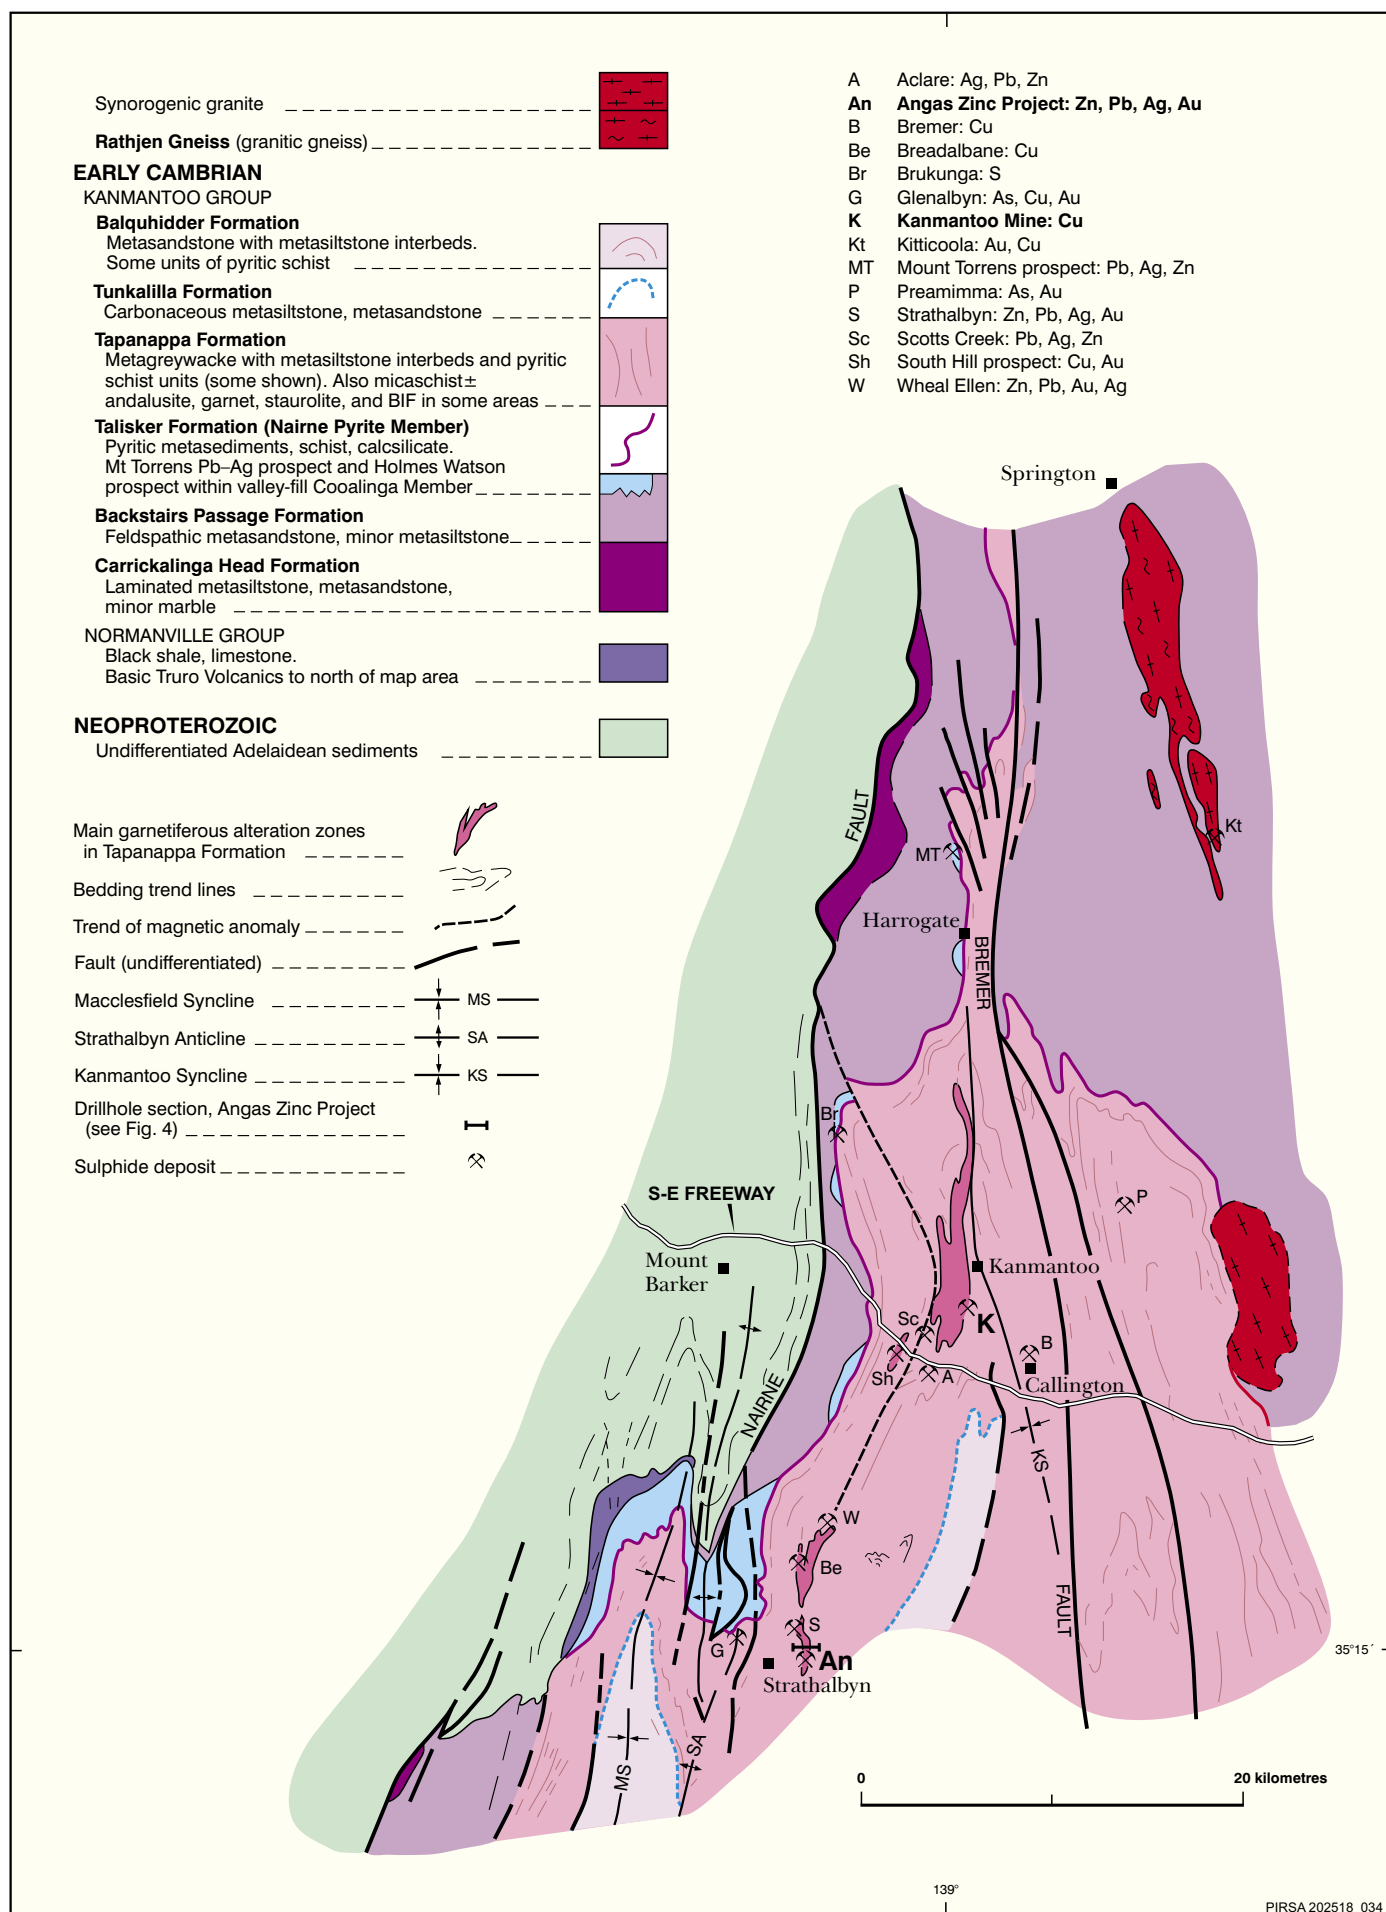 Synorogenic granite
Rathjen Gneiss (granitic gneiss)
EARLY CAMBRIAN
KANMANTOO GROUP
Balquhidder Formation
Metasandstone with metasiltstone interbeds.
Some units of pyritic schist
Tunkalilla Formation
Carbonaceous metasiltstone, metasandstone
Tapanappa Formation
Metagreywacke with metasiltstone interbeds and pyritic
schist units (some shown). Also micaschist±
andalusite, garnet, staurolite, and BIF in some areas
Talisker Formation (Nairne Pyrite Member)
Pyritic metasediments, schist, calcsilicate.
Mt Torrens Pb–Ag prospect and Holmes Watson
prospect within valley-fill Cooalinga Member
Backstairs Passage Formation
Feldspathic metasandstone, minor metasiltstone
Carrickalinga Head Formation
Laminated metasiltstone, metasandstone,
minor marble
NORMANVILLE GROUP
Black shale, limestone.
Basic Truro Volcanics to north of map area
NEOPROTEROZOIC
Undifferentiated Adelaidean sediments
Main garnetiferous alteration zones
in Tapanappa Formation
Bedding trend lines
Trend of magnetic anomaly
Fault (undifferentiated)
Macclesfield Syncline
MS
Strathalbyn Anticline
SA
Kanmantoo Syncline
KS
Drillhole section, Angas Zinc Project
(see Fig. 4)
Sulphide deposit
A Aclare: Ag, Pb, Zn
An Angas Zinc Project: Zn, Pb, Ag, Au
B Bremer: Cu
Be Breadalbane: Cu
Br Brukunga: S
G Glenalbyn: As, Cu, Au
K Kanmantoo Mine: Cu
Kt Kitticoola: Au, Cu
MT Mount Torrens prospect: Pb, Ag, Zn
P Preamimma: As, Au
S Strathalbyn: Zn, Pb, Ag, Au
Sc Scotts Creek: Pb, Ag, Zn
Sh South Hill prospect: Cu, Au
W Wheal Ellen: Zn, Pb, Au, Ag
Springton
FAULT
Kt
MT
Harrogate
BREMER
Br
S-E FREEWAY
P
Mount
Barker
Kanmantoo
Sc
K
B
Sh
A
Callington
NAIRNE
KS
W
Be
FAULT
S
G
An
35°15´
Strathalbyn
SA
MS
0
20 kilometres
139°
PIRSA 202518_034